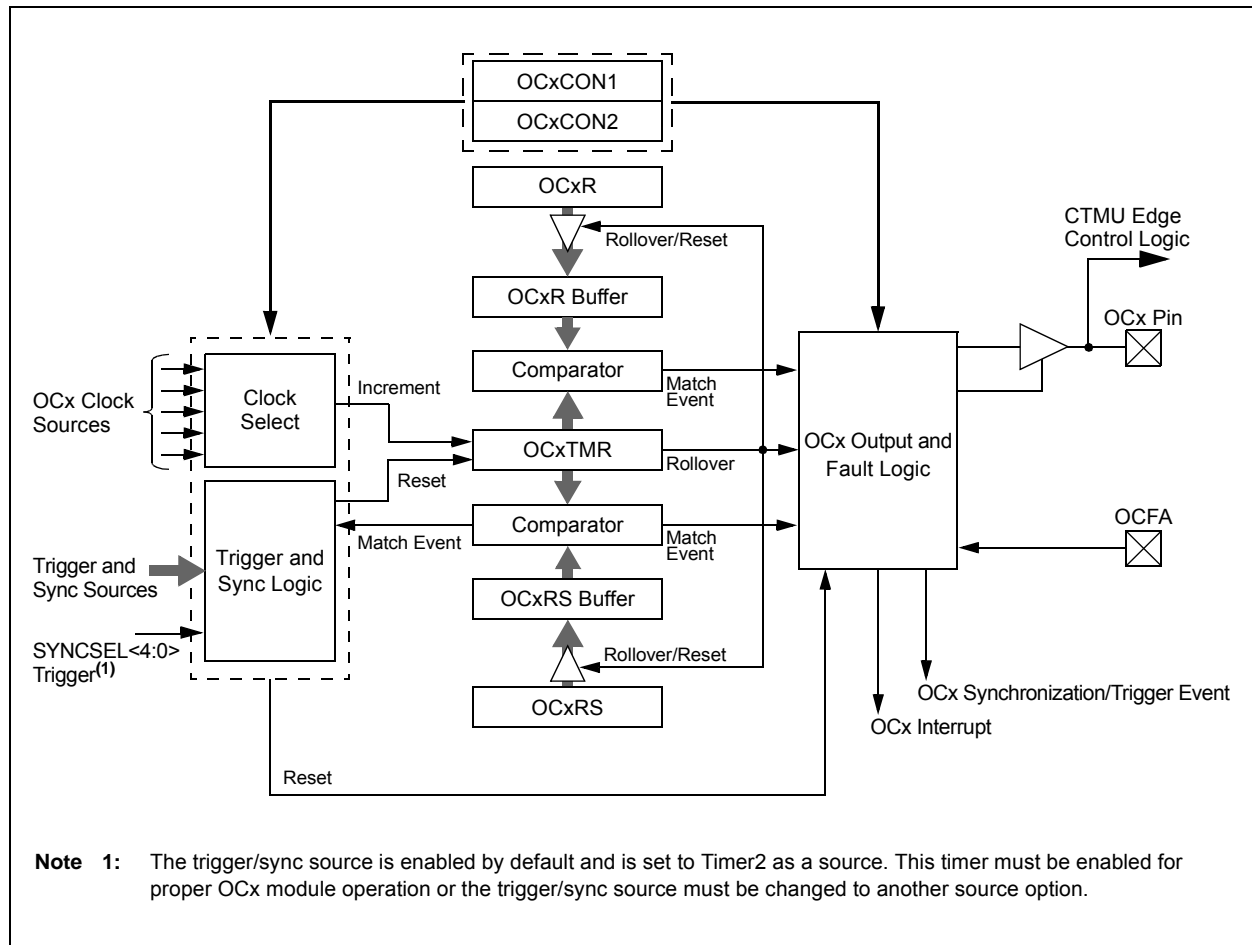 OCxCON1
OCxCON2
OCxR
Rollover/Reset
CTMU Edge
Control Logic
OCxR Buffer
OCx Pin
Comparator
Match
Event
OCx Clock
Sources
Clock
Select
Increment
OCxTMR
Rollover
OCx Output and
Fault Logic
Reset
Comparator
Match Event
Match
Event
OCFA
Trigger and
Sync Sources
Trigger and
Sync Logic
OCxRS Buffer
SYNCSEL<4:0>
Trigger(1)
Rollover/Reset
OCxRS
OCx Synchronization/Trigger Event
OCx Interrupt
Reset
Note 1: The trigger/sync source is enabled by default and is set to Timer2 as a source. This timer must be enabled for
proper OCx module operation or the trigger/sync source must be changed to another source option.